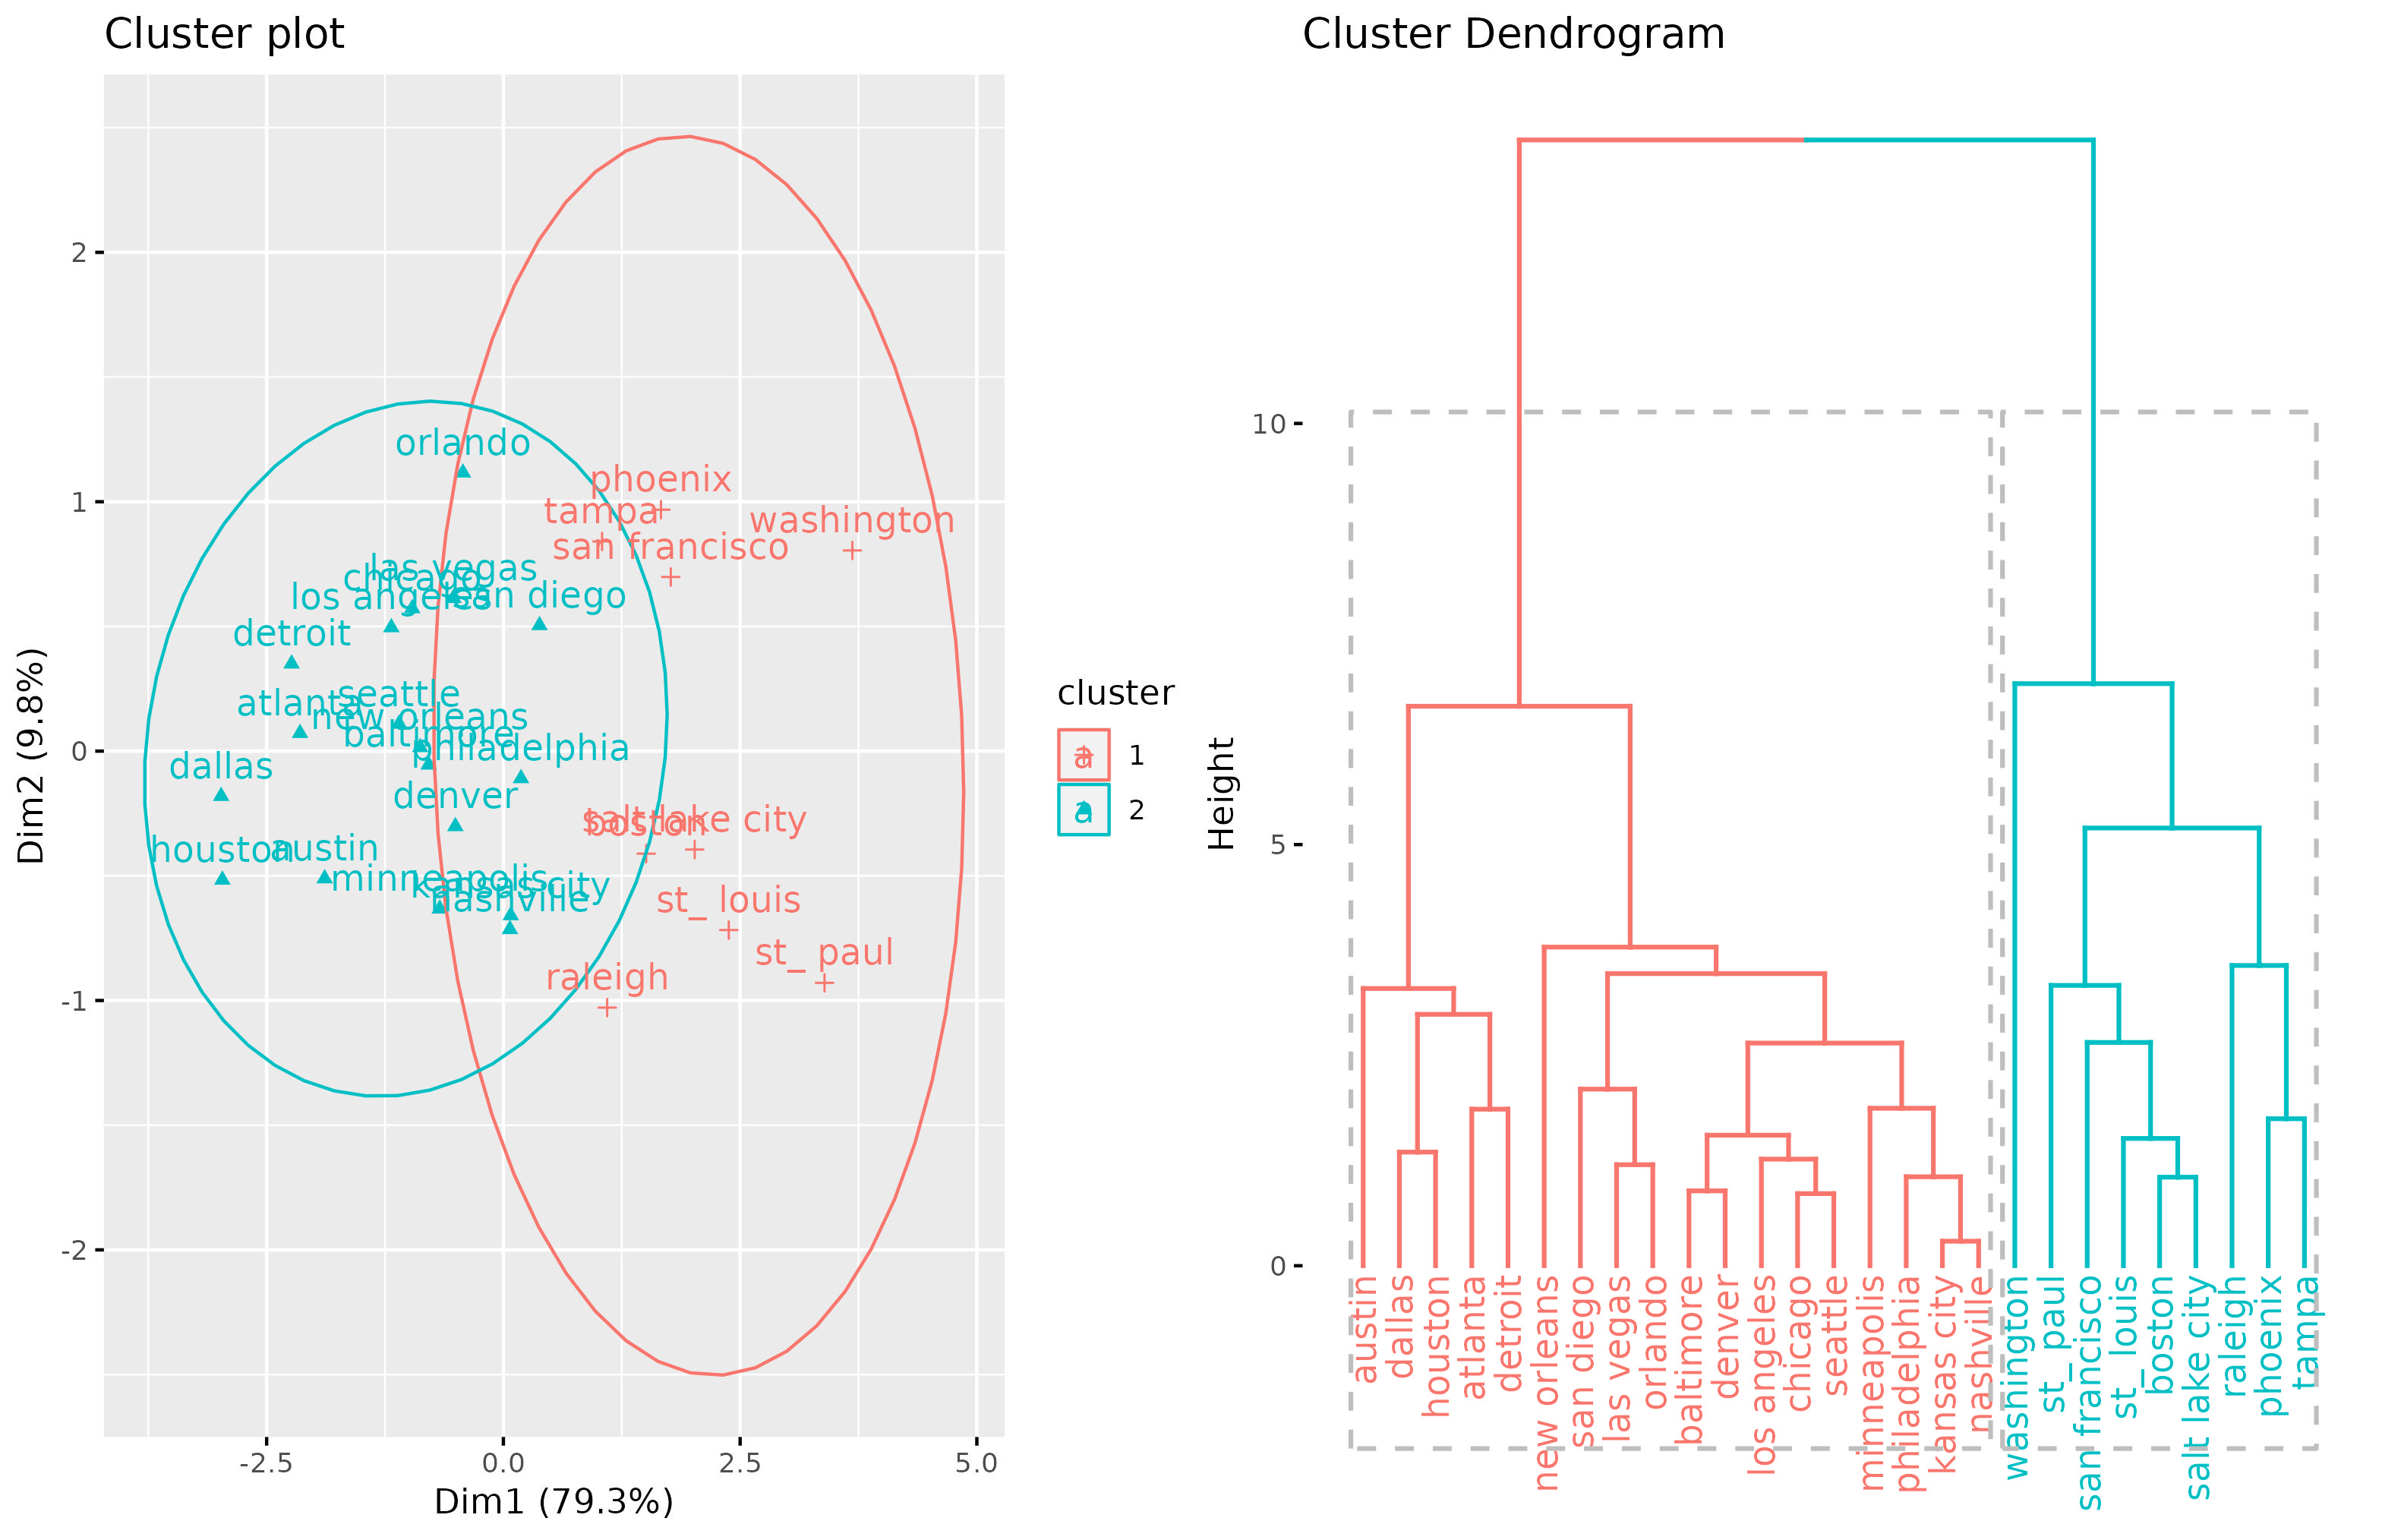 Cluster plot
2
1
0
-1
-2
Dim2 (9.8%)
orlando
phoenix
tampa
washington
san francisco
las vegas
chicago
los angeles
san diego
detroit
seattle
atlanta
new orleans
baltimore
philadelphia
dallas
denver
salt lake city
boston
houston
austin
minneapolis
kansas city
nashville
st_ louis
st_ paul
raleigh
-2.5
0.0
2.5
5.0
Dim1 (79.3%)
cluster
a 1
a 2
Cluster Dendrogram
10
5
0
Height
austin
dallas
houston
atlanta
detroit
new orleans
san diego
las vegas
orlando
baltimore
denver
los angeles
chicago
seattle
minneapolis
philadelphia
kansas city
nashville
washington
st_ paul
san francisco
st_ louis
boston
salt lake city
raleigh
phoenix
tampa